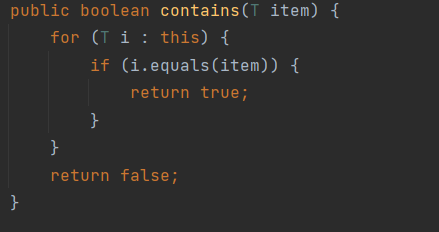 public boolean contains(T item) {
    for (T i : this) {
        if (i.equals(item)) {
            return true;
        }
    }
    return false;
}